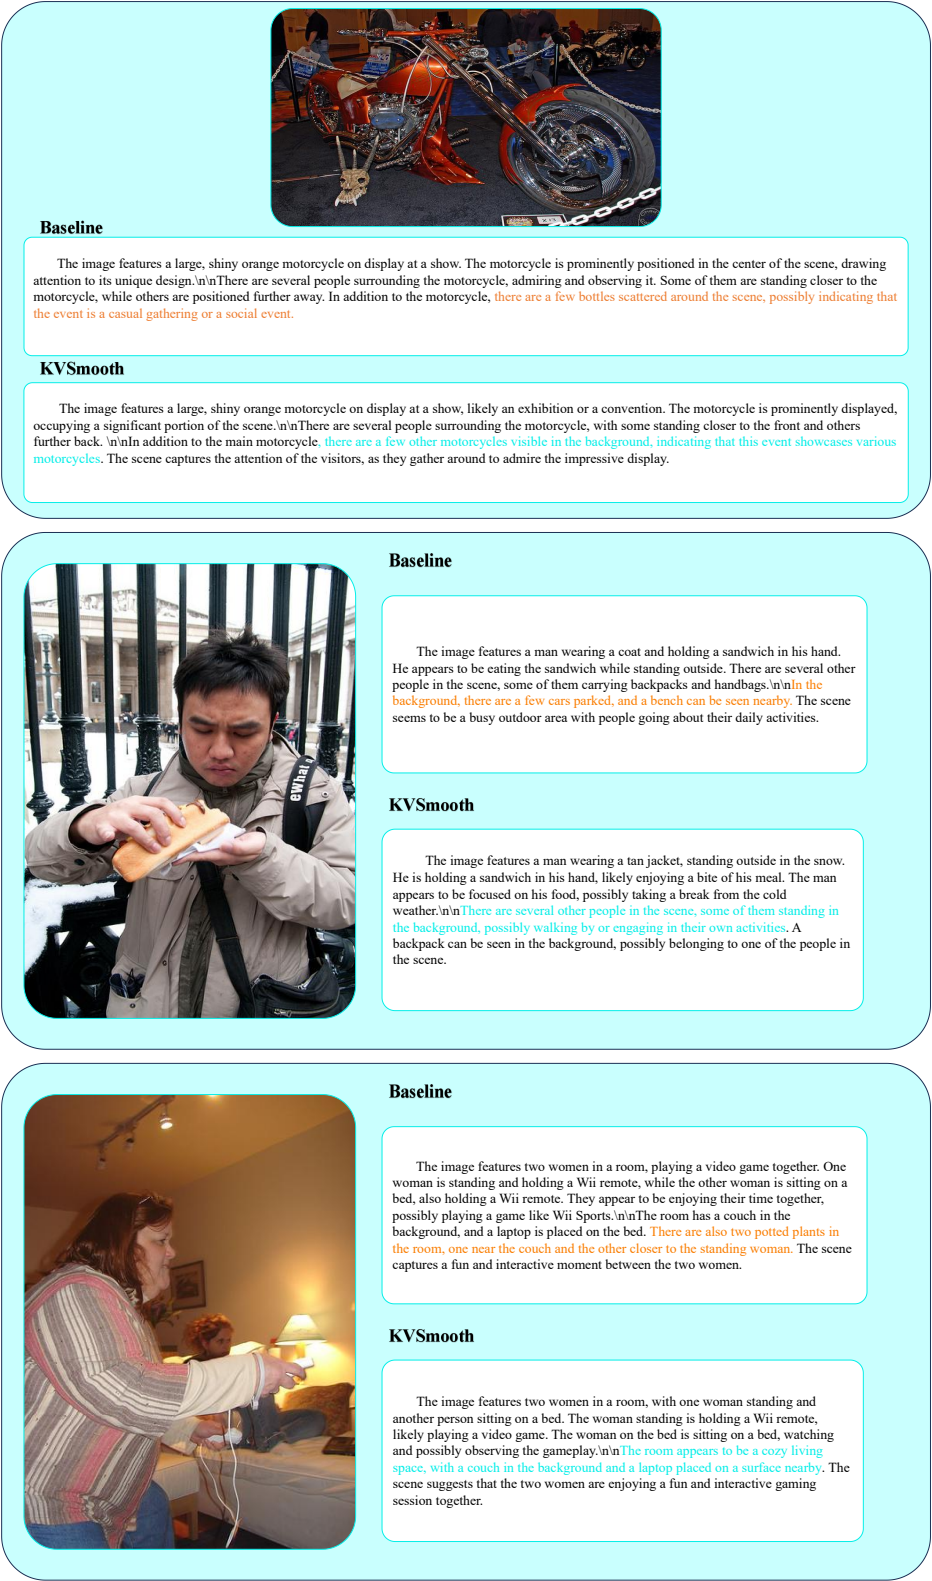 Baseline
The image features a large, shiny orange motorcycle on display at a show. The motorcycle is prominently positioned in the center of the scene, drawing
attention to its unique design.\n\nThere are several people surrounding the motorcycle, admiring and observing it. Some of them are standing closer to the
motorcycle, while others are positioned further away. In addition to the motorcycle, there are a few bottles scattered around the scene, possibly indicating that
the event is a casual gathering or a social event.
KVSmooth
The image features a large, shiny orange motorcycle on display at a show, likely an exhibition or a convention. The motorcycle is prominently displayed,
occupying a significant portion of the scene.\n\nThere are several people surrounding the motorcycle, with some standing closer to the front and others
further back. \n\nIn addition to the main motorcycle, there are a few other motorcycles visible in the background, indicating that this event showcases various
motorcycles. The scene captures the attention of the visitors, as they gather around to admire the impressive display.
eWhat
Baseline
The image features a man wearing a coat and holding a sandwich in his hand.
He appears to be eating the sandwich while standing outside. There are several other
people in the scene, some of them carrying backpacks and handbags.\n\nIn the
background, there are a few cars parked, and a bench can be seen nearby. The scene
seems to be a busy outdoor area with people going about their daily activities.
KVSmooth
The image features a man wearing a tan jacket, standing outside in the snow.
He is holding a sandwich in his hand, likely enjoying a bite of his meal. The man
appears to be focused on his food, possibly taking a break from the cold
weather.\n\nThere are several other people in the scene, some of them standing in
the background, possibly walking by or engaging in their own activities. A
backpack can be seen in the background, possibly belonging to one of the people in
the scene.
Baseline
The image features two women in a room, playing a video game together. One
woman is standing and holding a Wii remote, while the other woman is sitting on a
bed, also holding a Wii remote. They appear to be enjoying their time together,
possibly playing a game like Wii Sports.\n\nThe room has a couch in the
background, and a laptop is placed on the bed. There are also two potted plants in
the room, one near the couch and the other closer to the standing woman. The scene
captures a fun and interactive moment between the two women.
KVSmooth
The image features two women in a room, with one woman standing and
another person sitting on a bed. The woman standing is holding a Wii remote,
likely playing a video game. The woman on the bed is sitting on a bed, watching
and possibly observing the gameplay.\n\nThe room appears to be a cozy living
space, with a couch in the background and a laptop placed on a surface nearby. The
scene suggests that the two women are enjoying a fun and interactive gaming
session together.